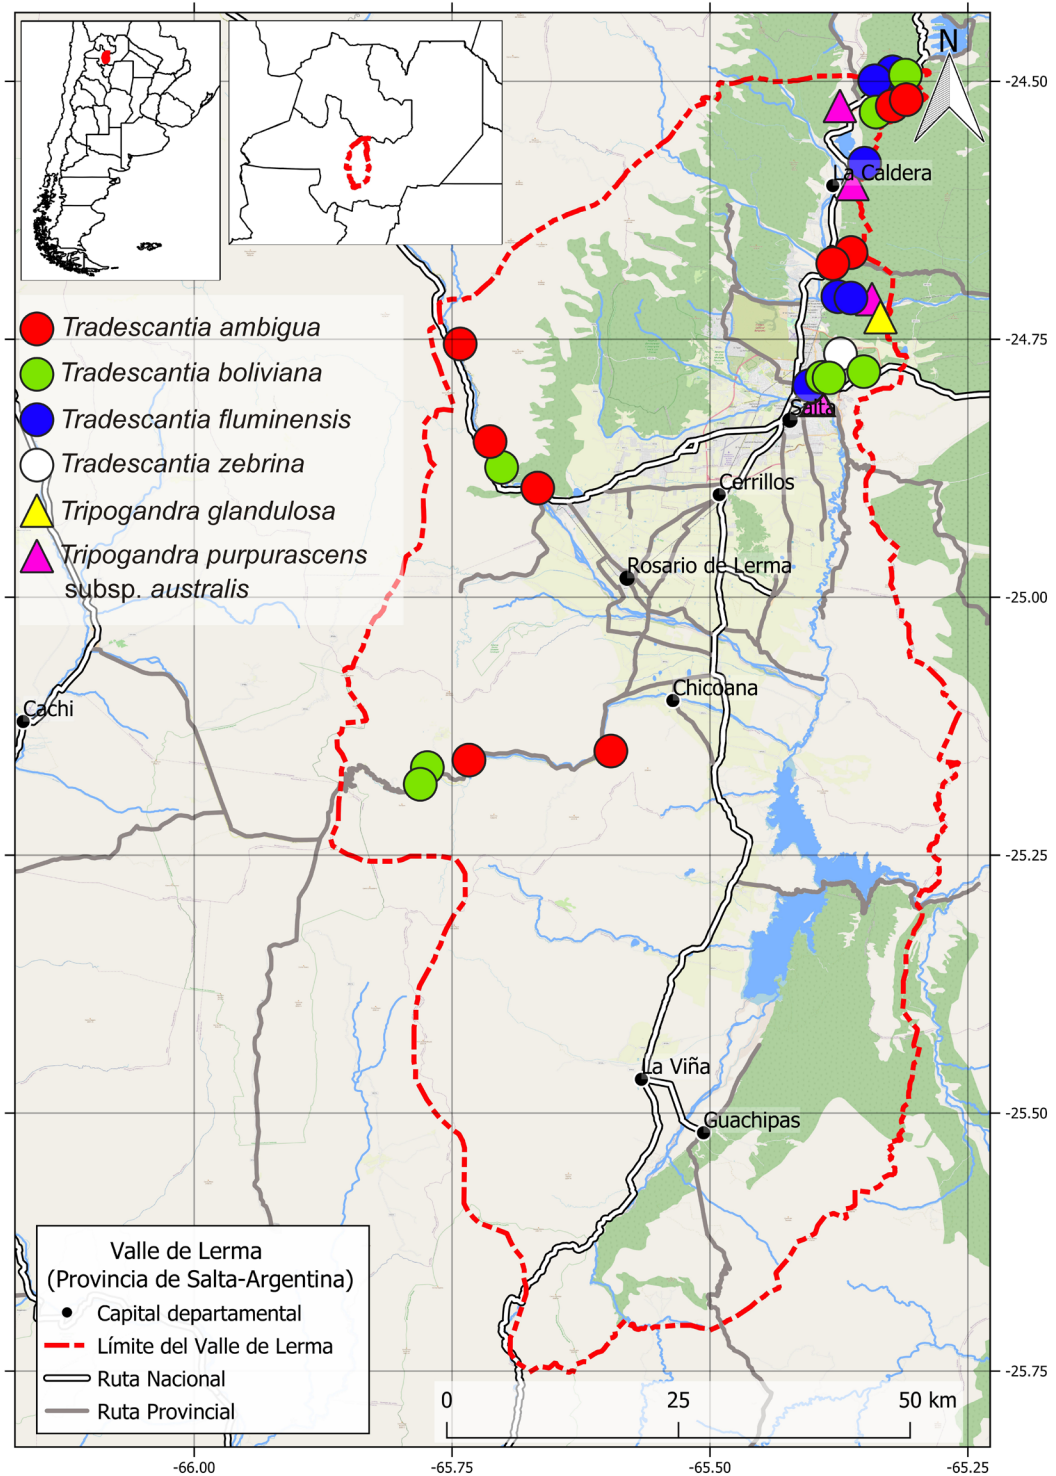 N
-24.50
La Caldera
Tradescantia ambigua
-24.75
Tradescantia boliviana
Tradescantia fluminensis
Salta
Tradescantia zebrina
Cerrillos
Tripogandra glandulosa
Tripogandra purpurascens
subsp. australis
Rosario de Lerma
-25.00
Chicoana
Cachi
-25.25
La Viña
-25.50
Guachipas
Valle de Lerma
(Provincia de Salta-Argentina)
Capital departamental
Límite del Valle de Lerma
Ruta Nacional
Ruta Provincial
-25.75
0 25 50 km
-66.00 -65.75 -65.50 -65.25